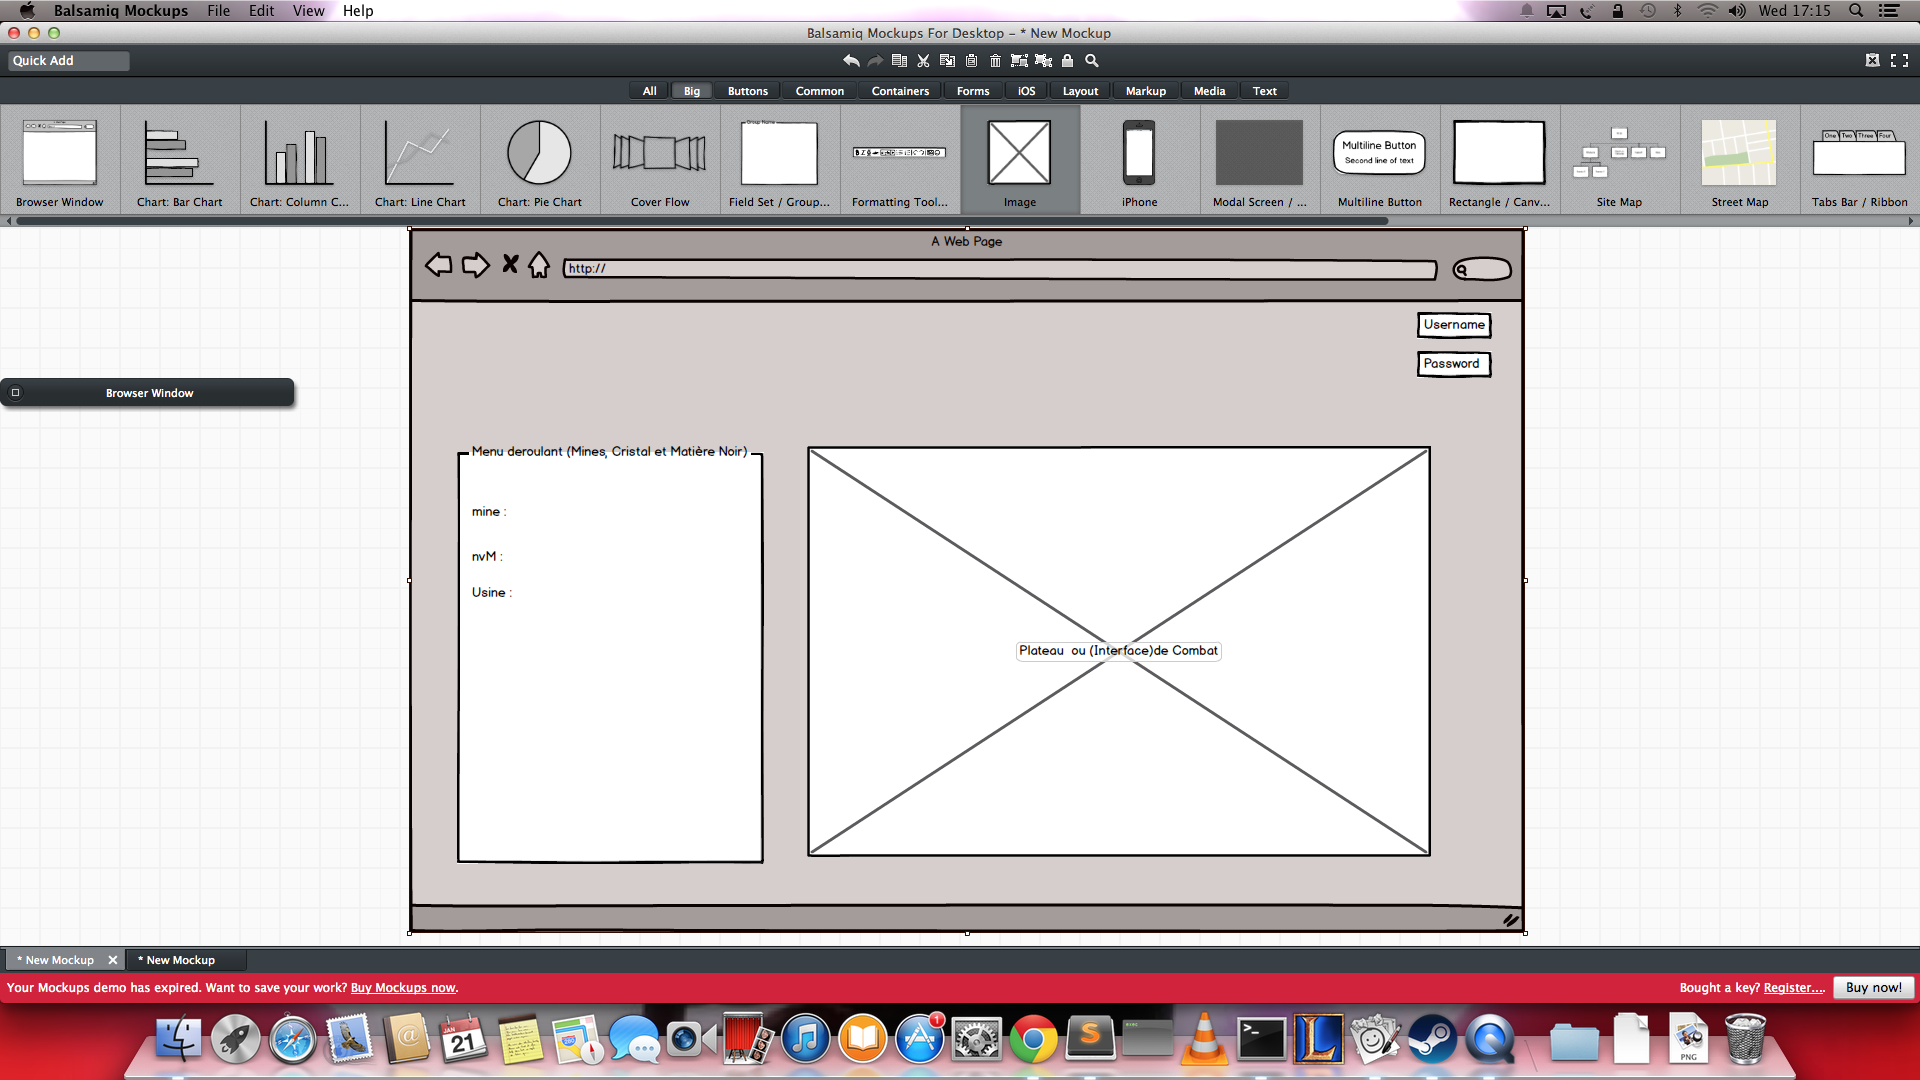 Balsamiq Mockups File Edit View Help Wed 17:15
Balsamiq Mockups For Desktop - * New Mockup
Quick Add
All Big Buttons Common Containers Forms iOS Layout Markup Media Text
Group Name
Multiline Button
Second line of text
One Two Three Four
Browser Window Chart: Bar Chart Chart: Column C... Chart: Line Chart Chart: Pie Chart Cover Flow Field Set / Group... Formatting Tool... Image iPhone Modal Screen / ... Multiline Button Rectangle / Canv... Site Map Street Map Tabs Bar / Ribbon
A Web Page
http://
Username
Password
Browser Window
Menu deroulant (Mines, Cristal et Matière Noir)
mine :
nvM :
Usine :
Plateau  ou (Interface)de Combat
* New Mockup * New Mockup
Your Mockups demo has expired. Want to save your work? Buy Mockups now.
Bought a key? Register.... Buy now!
JAN
21
1
S
exec
L
PNG